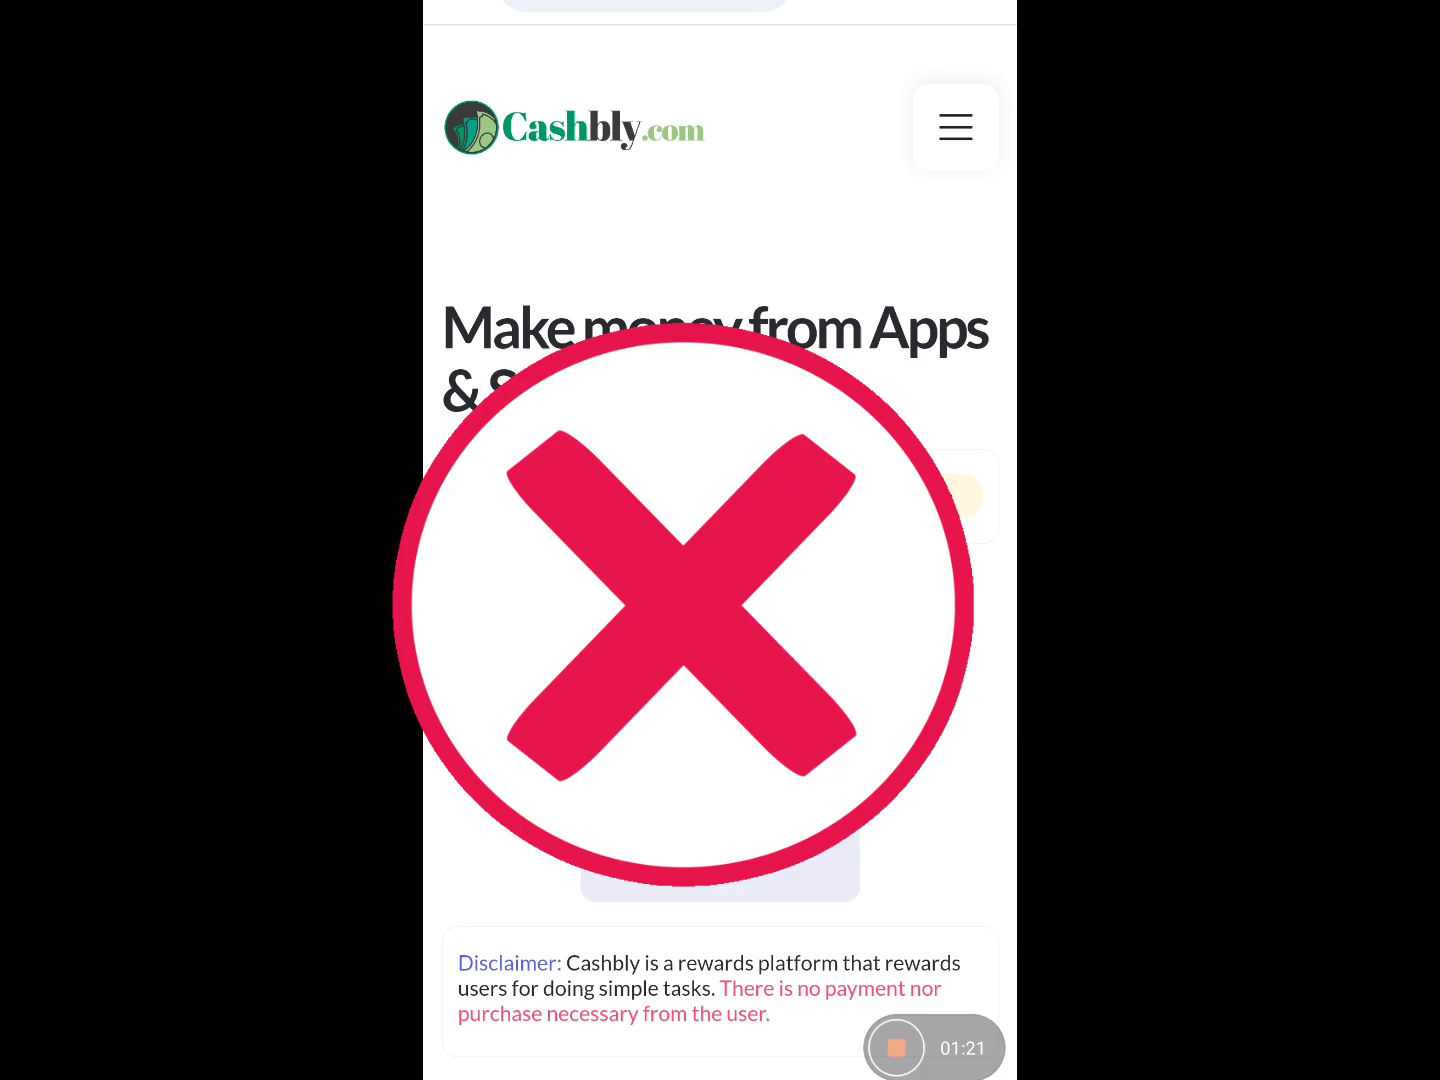 Cashbly.com
Make money from Apps
&
Disclaimer: Cashbly is a rewards platform that rewards
users for doing simple tasks. There is no payment nor
purchase necessary from the user.
01:21